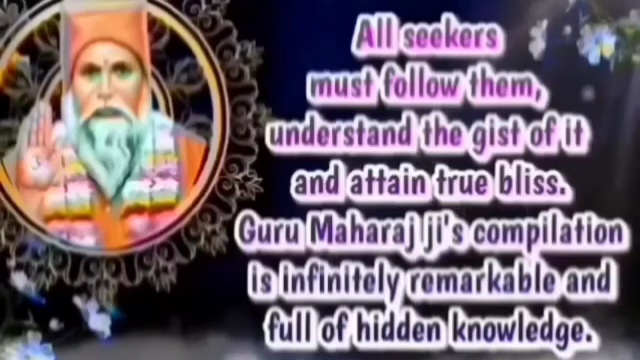 All seekers
must follow them,
understand the gist of it
and attain true bliss.
Guru Maharaj ji's compilation
is infinitely remarkable and
full of hidden knowledge.